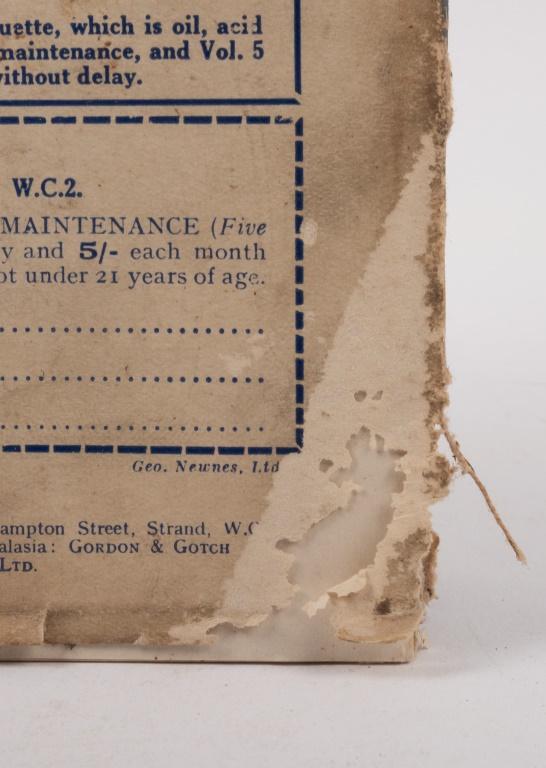 uette, which is oil, acid
maintenance, and Vol. 5
without delay.
W.C.2.
MAINTENANCE (Five
y and 5/- each month
ot under 21 years of age.
Geo. Newnes, Ltd
ampton Street, Strand, W.C
alasia: GORDON & GOTCH
LTD.